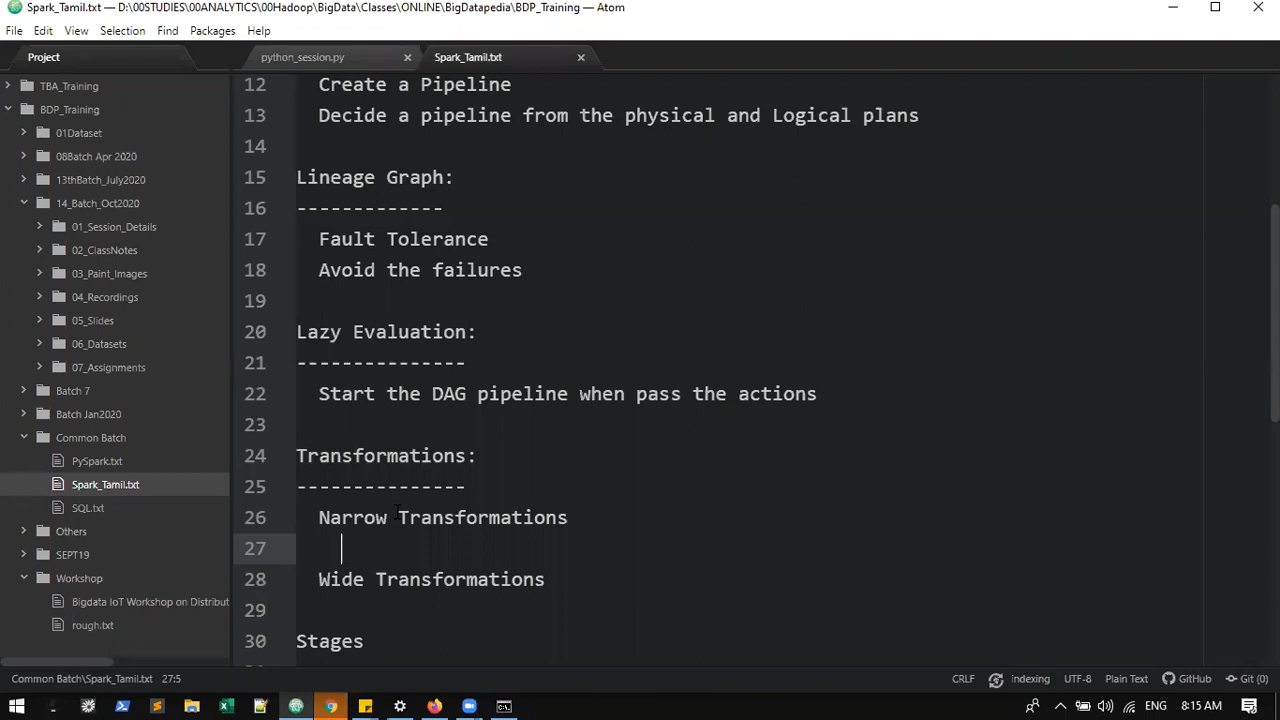 Spark_Tamil.txt — D:\00STUDIES\00ANALYTICS\00Hadoop\BigData\Classes\ONLINE\BigDatapedia\BDP_Training — Atom
File Edit View Selection Find Packages Help
Project
python_session.py
Spark_Tamil.txt
TBA_Training
BDP_Training
01Dataset
08Batch Apr 2020
13thBatch_July2020
14_Batch_Oct2020
01_Session_Details
02_ClassNotes
03_Paint_Images
04_Recordings
05_Slides
06_Datasets
07_Assignments
Batch 7
Batch Jan2020
Common Batch
PySpark.txt
Spark_Tamil.txt
SQL.txt
Others
SEPT19
Workshop
Bigdata IoT Workshop on Distribut
rough.txt
12 Create a Pipeline
13 Decide a pipeline from the physical and Logical plans
14
15 Lineage Graph:
16 -------------
17 Fault Tolerance
18 Avoid the failures
19
20 Lazy Evaluation:
21 ---------------
22 Start the DAG pipeline when pass the actions
23
24 Transformations:
25 ---------------
26 Narrow Transformations
27
28 Wide Transformations
29
30 Stages
Common Batch\Spark_Tamil.txt 27:5 CRLF Indexing UTF-8 Plain Text GitHub Git (0)
ENG 8:15 AM